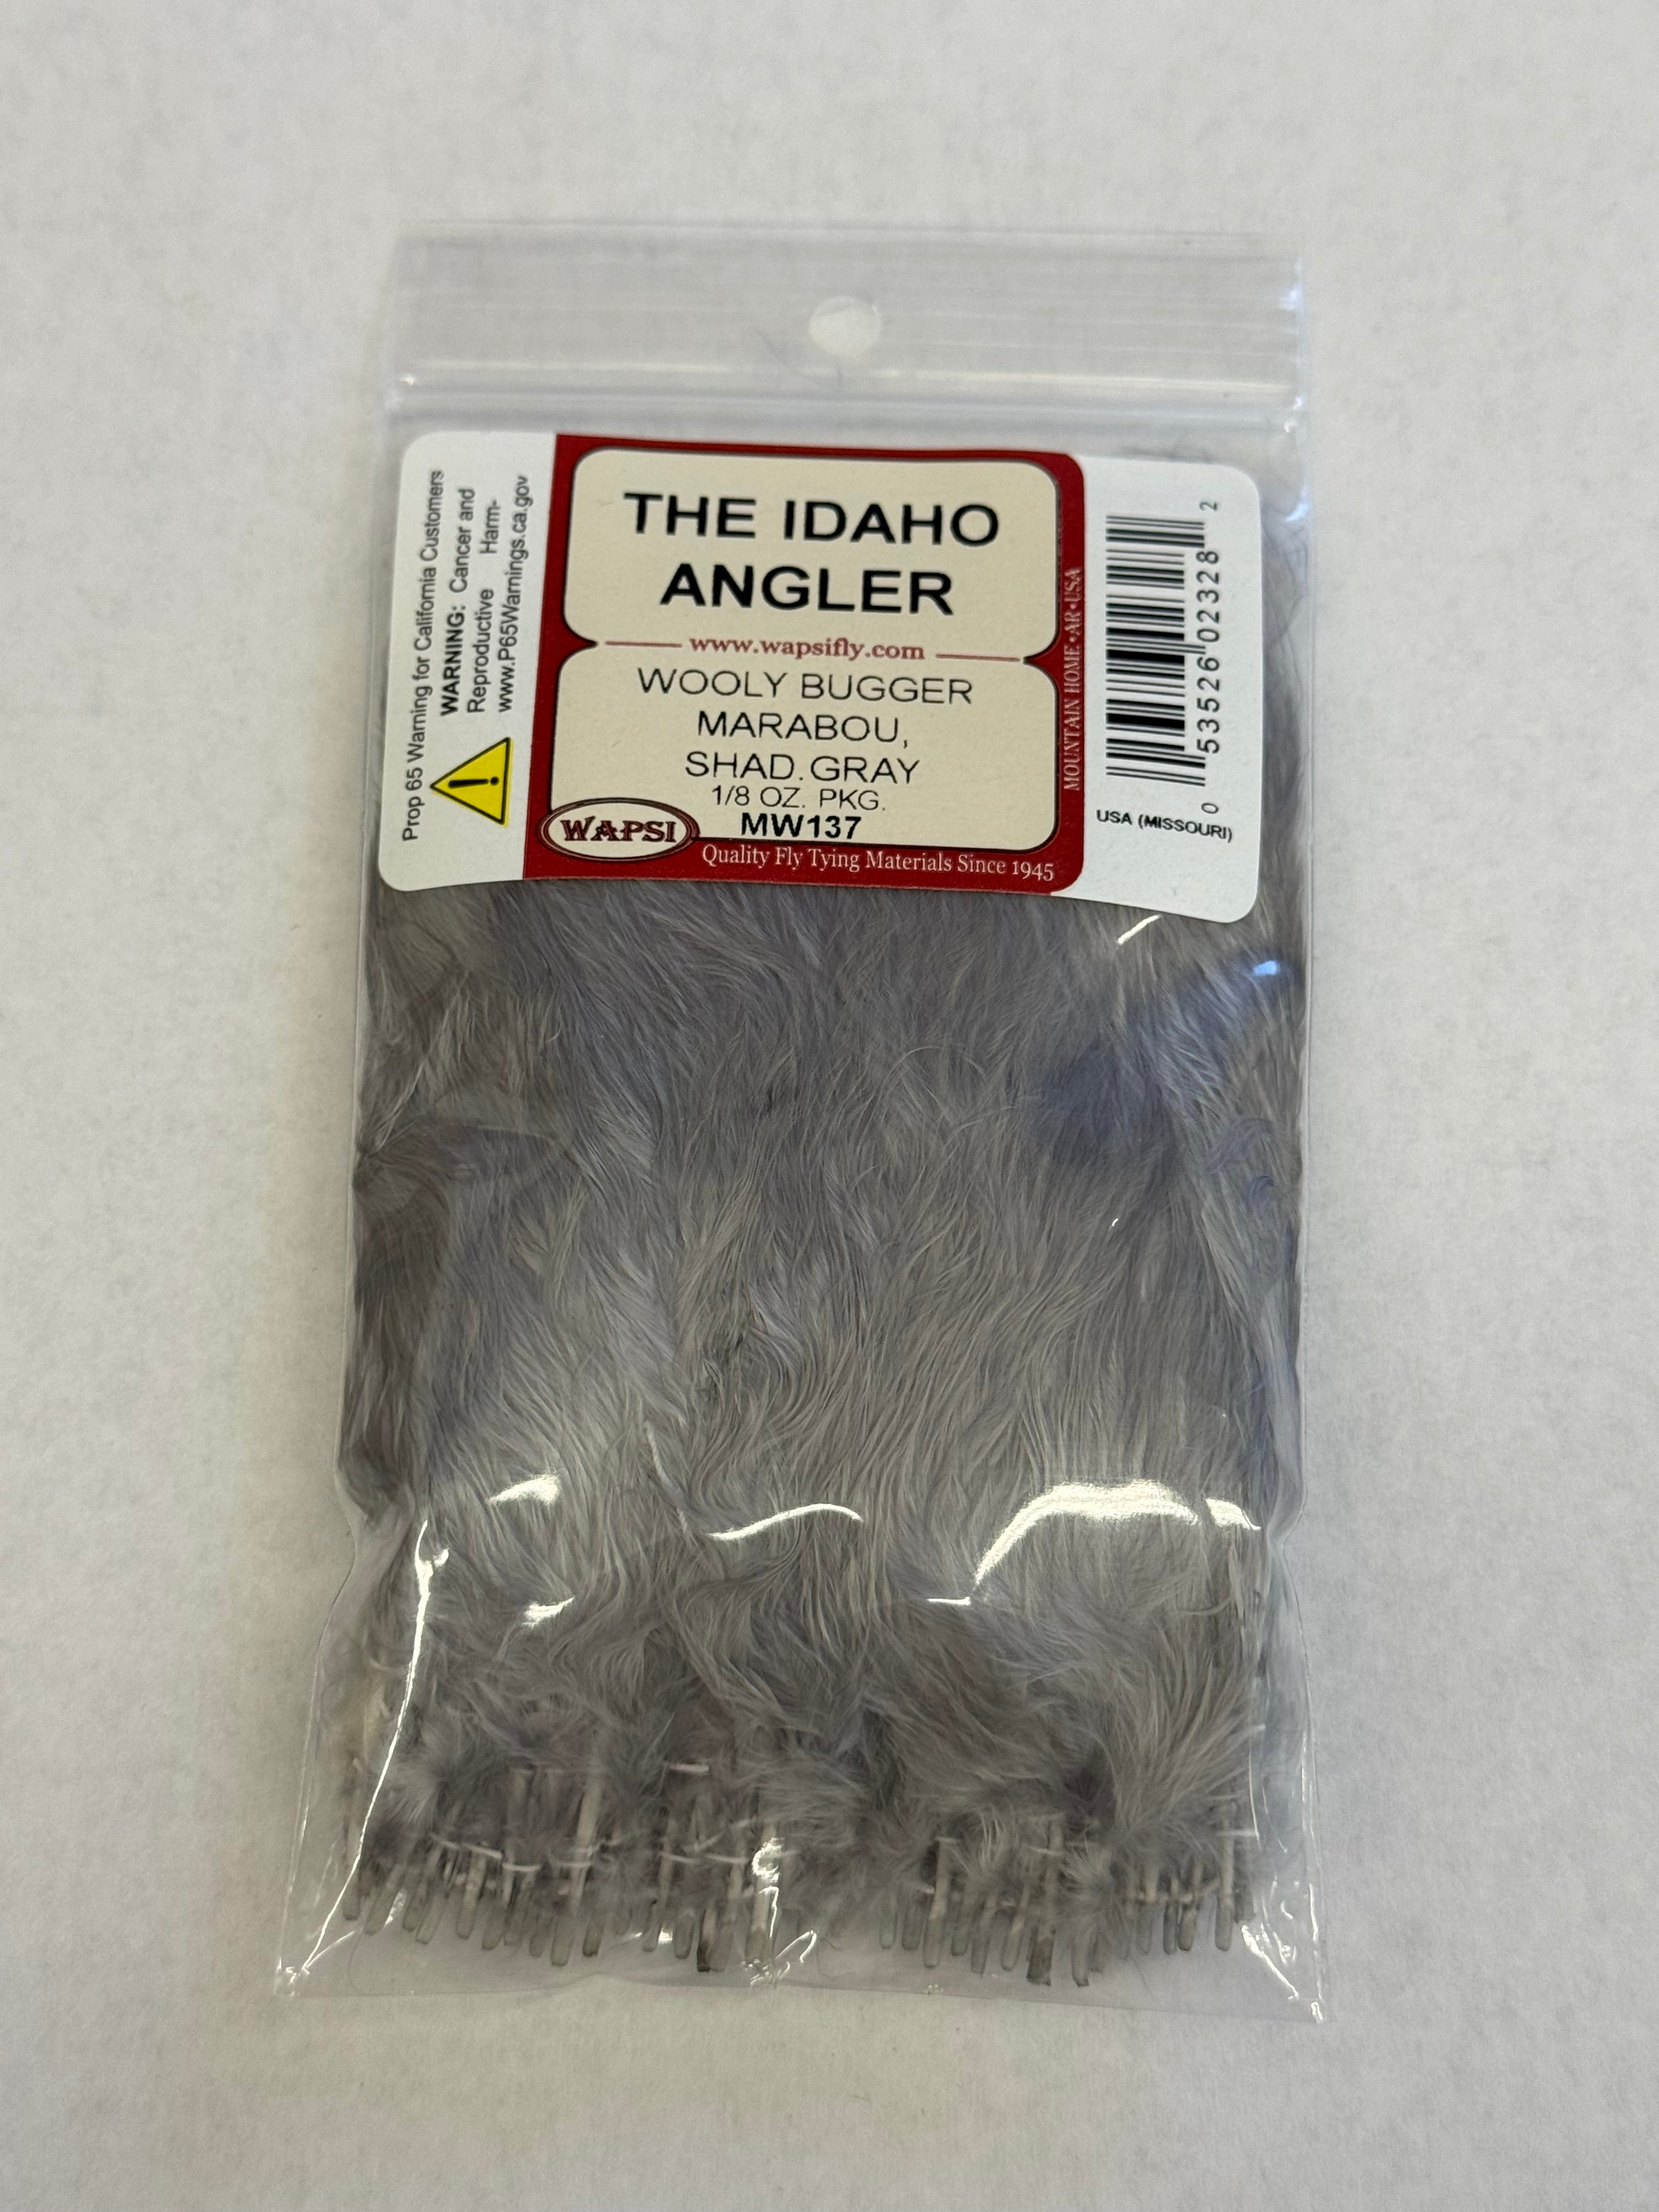 Prop 65 Warning for California Customers
WARNING: Cancer and
Reproductive Harm-
www.P65Warnings.ca.gov
THE IDAHO
ANGLER
www.wapsifly.com
WOOLY BUGGER
MARABOU,
SHAD.GRAY
1/8 OZ. PKG.
MW137
WAPSI
Quality Fly Tying Materials Since 1945
MOUNTAIN HOME•AR•USA
0 53526 02328 2
USA (MISSOURI)